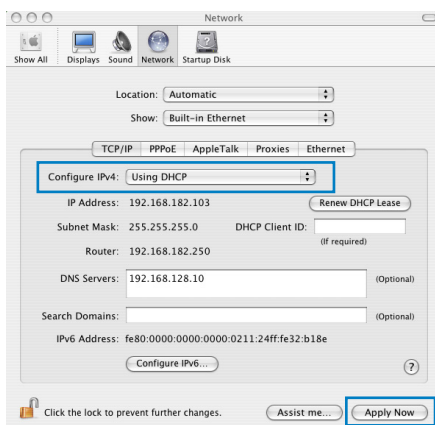 Network
Show All Displays Sound Network Startup Disk
Location: Automatic
Show: Built-in Ethernet
TCP/IP PPPoE AppleTalk Proxies Ethernet
Configure IPv4: Using DHCP
IP Address: 192.168.182.103 Renew DHCP Lease
Subnet Mask: 255.255.255.0 DHCP Client ID:
(If required)
Router: 192.168.182.250
DNS Servers: 192.168.128.10 (Optional)
Search Domains: (Optional)
IPv6 Address: fe80:0000:0000:0000:0211:24ff:fe32:b18e
Configure IPv6... ?
Click the lock to prevent further changes. Assist me... Apply Now